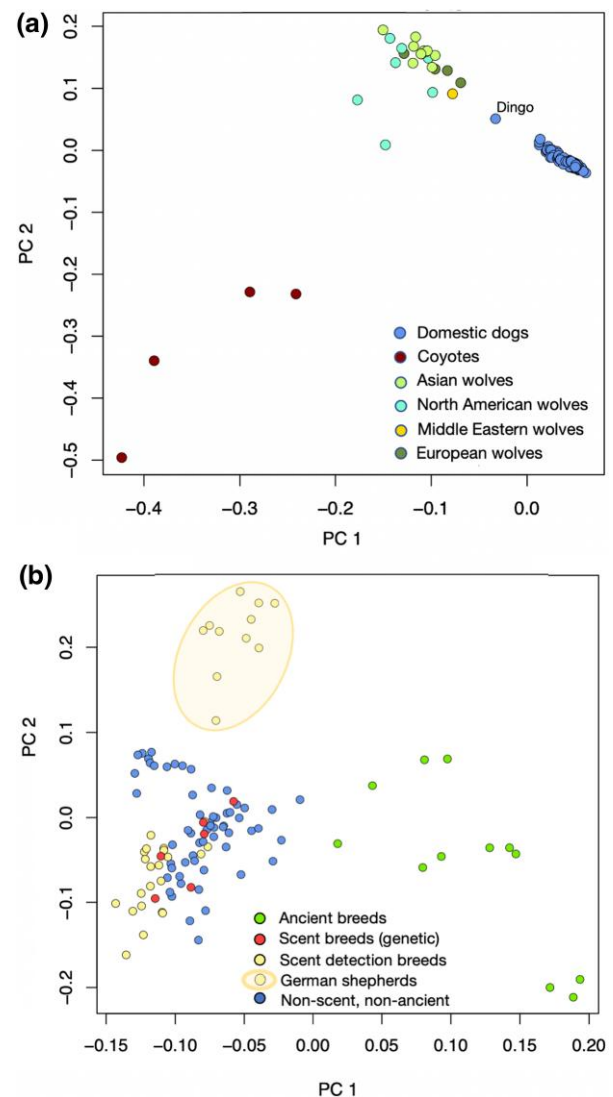 (a)
0.2
0.1
0.0
−0.1
−0.2
−0.3
−0.4
−0.5
PC 2
Dingo
Domestic dogs
Coyotes
Asian wolves
North American wolves
Middle Eastern wolves
European wolves
−0.4 −0.3 −0.2 −0.1 0.0
PC 1
(b)
0.2
0.1
0.0
−0.1
−0.2
PC 2
Ancient breeds
Scent breeds (genetic)
Scent detection breeds
German shepherds
Non-scent, non-ancient
−0.15 −0.10 −0.05 0.00 0.05 0.10 0.15 0.20
PC 1